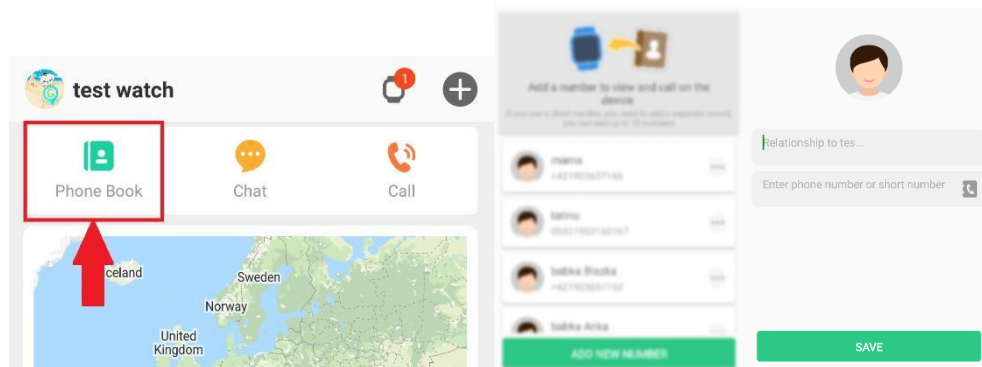 test watch
1
Phone Book
Chat
Call
celand
Sweden
Norway
United
Kingdom
Add a number to view and call on the
device
mama
tatino
babka Blazka
babka Anka
ADD NEW NUMBER
Relationship to tes...
Enter phone number or short number
SAVE